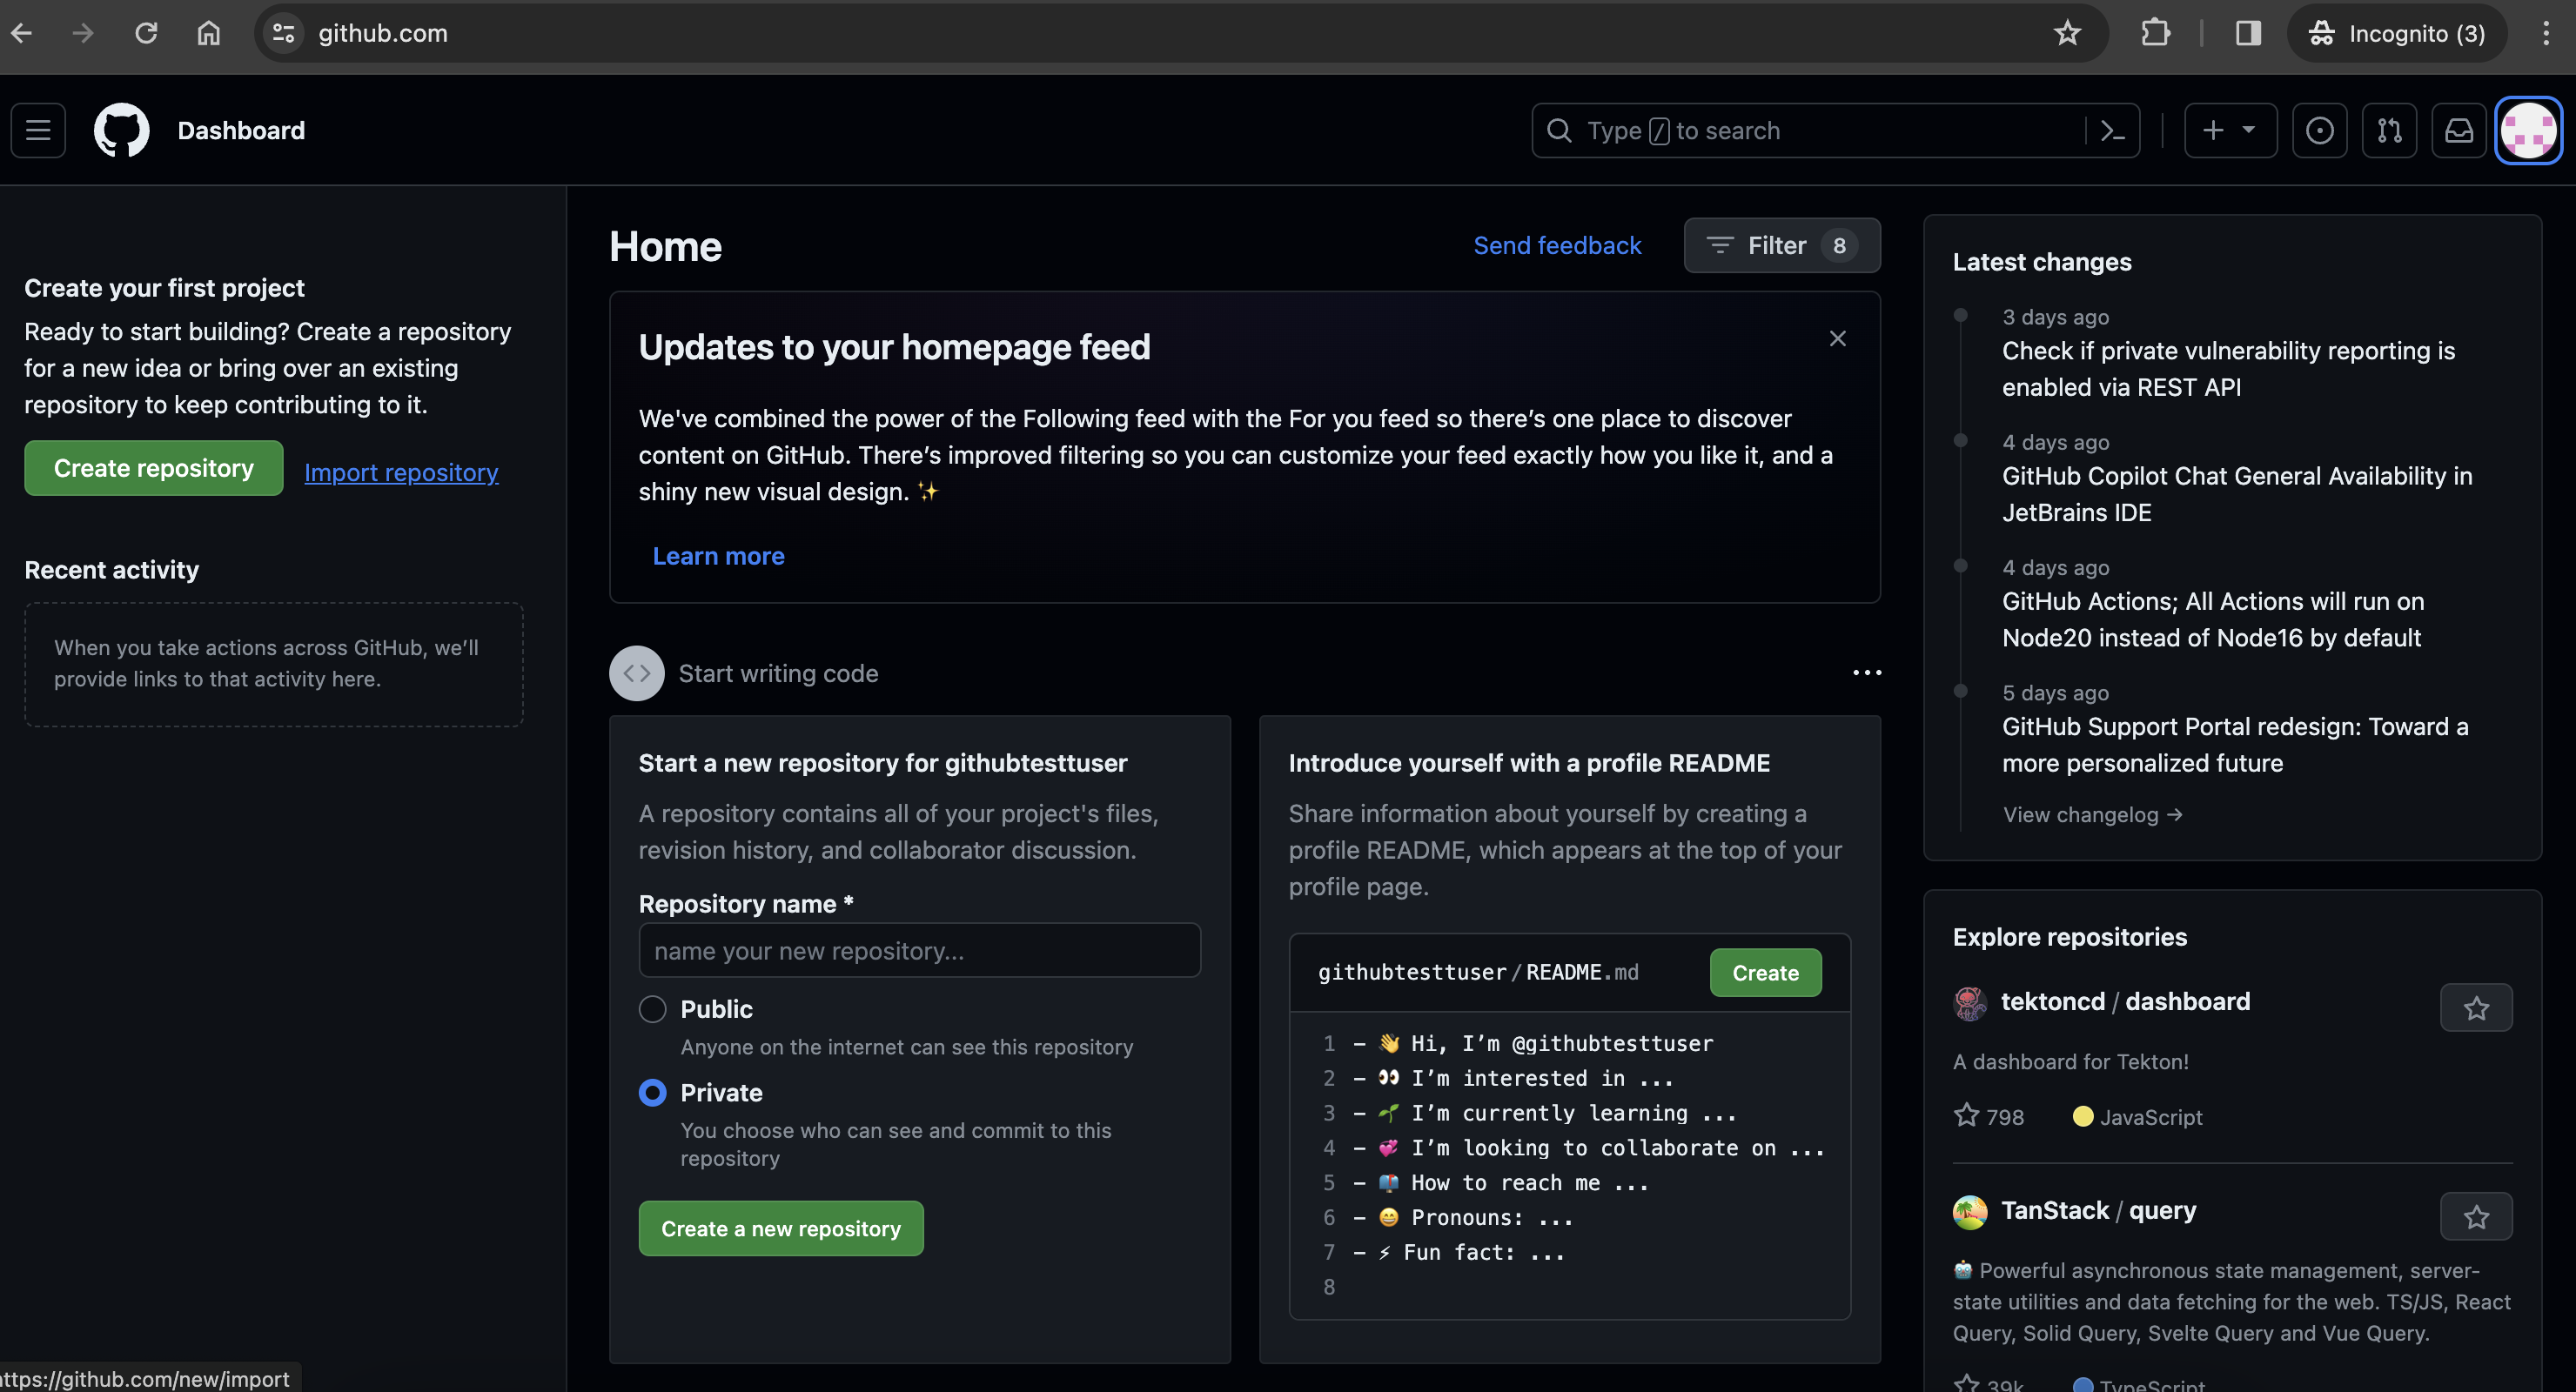 github.com
Incognito (3)
Dashboard
Type / to search
Create your first project
Ready to start building? Create a repository
for a new idea or bring over an existing
repository to keep contributing to it.
Create repository
Import repository
Recent activity
When you take actions across GitHub, we’ll
provide links to that activity here.
https://github.com/new/import
Home
Send feedback
Filter 8
Updates to your homepage feed
We've combined the power of the Following feed with the For you feed so there’s one place to discover
content on GitHub. There’s improved filtering so you can customize your feed exactly how you like it, and a
shiny new visual design. ✨
Learn more
Start writing code
Start a new repository for githubtesttuser
A repository contains all of your project's files,
revision history, and collaborator discussion.
Repository name *
name your new repository...
Public
Anyone on the internet can see this repository
Private
You choose who can see and commit to this
repository
Create a new repository
Introduce yourself with a profile README
Share information about yourself by creating a
profile README, which appears at the top of your
profile page.
githubtesttuser/README.md
Create
1 - 👋 Hi, I’m @githubtesttuser
2 - 👀 I’m interested in ...
3 - 🌱 I’m currently learning ...
4 - 💞️ I’m looking to collaborate on ...
5 - 📫 How to reach me ...
6 - 😄 Pronouns: ...
7 - ⚡ Fun fact: ...
8
Latest changes
3 days ago
Check if private vulnerability reporting is
enabled via REST API
4 days ago
GitHub Copilot Chat General Availability in
JetBrains IDE
4 days ago
GitHub Actions; All Actions will run on
Node20 instead of Node16 by default
5 days ago
GitHub Support Portal redesign: Toward a
more personalized future
View changelog →
Explore repositories
tektoncd / dashboard
A dashboard for Tekton!
798 JavaScript
TanStack / query
🤖 Powerful asynchronous state management, server-
state utilities and data fetching for the web. TS/JS, React
Query, Solid Query, Svelte Query and Vue Query.
39k TypeScript